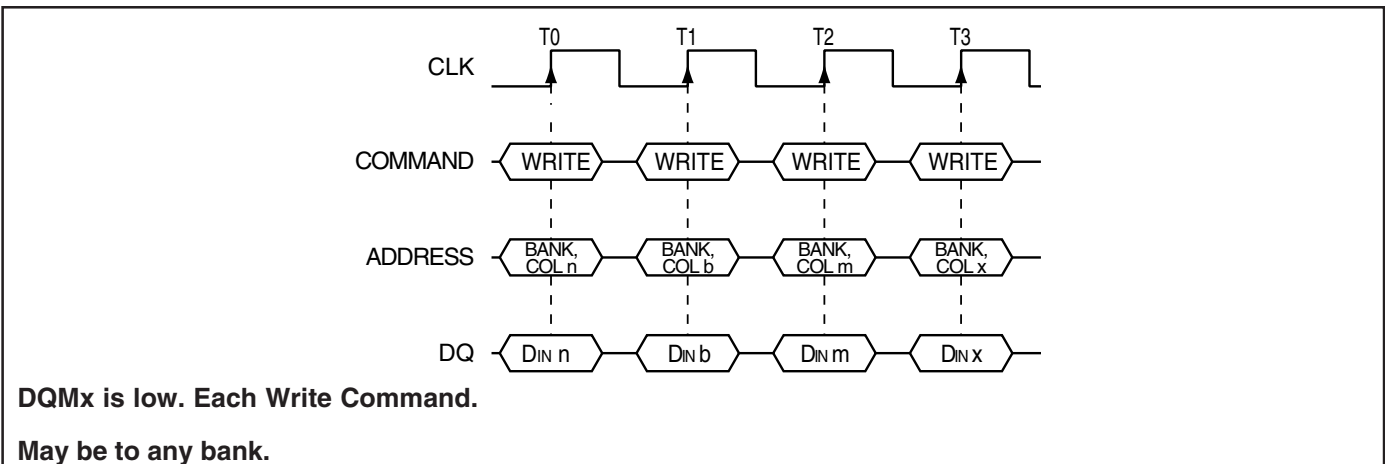 T0 T1 T2 T3
CLK
COMMAND WRITE WRITE WRITE WRITE
ADDRESS BANK, BANK, BANK, BANK,
COL n COL b COL m COL x
DQ DIN n DIN b DIN m DIN x
DQMx is low. Each Write Command.
May be to any bank.